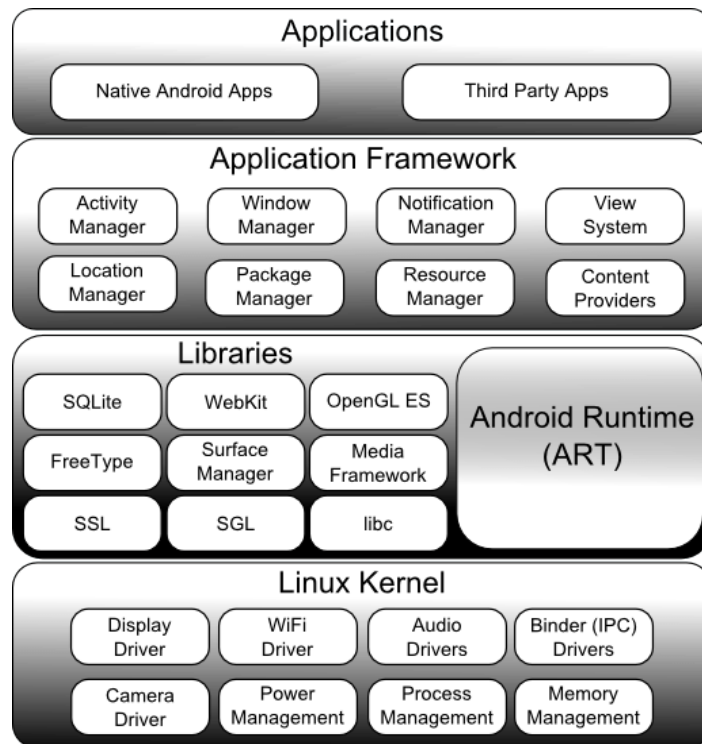 Applications
Native Android Apps
Third Party Apps
Application Framework
Activity
Manager
Window
Manager
Notification
Manager
View
System
Location
Manager
Package
Manager
Resource
Manager
Content
Providers
Libraries
SQLite
WebKit
OpenGL ES
FreeType
Surface
Manager
Media
Framework
SSL
SGL
libc
Android Runtime
(ART)
Linux Kernel
Display
Driver
WiFi
Driver
Audio
Drivers
Binder (IPC)
Drivers
Camera
Driver
Power
Management
Process
Management
Memory
Management